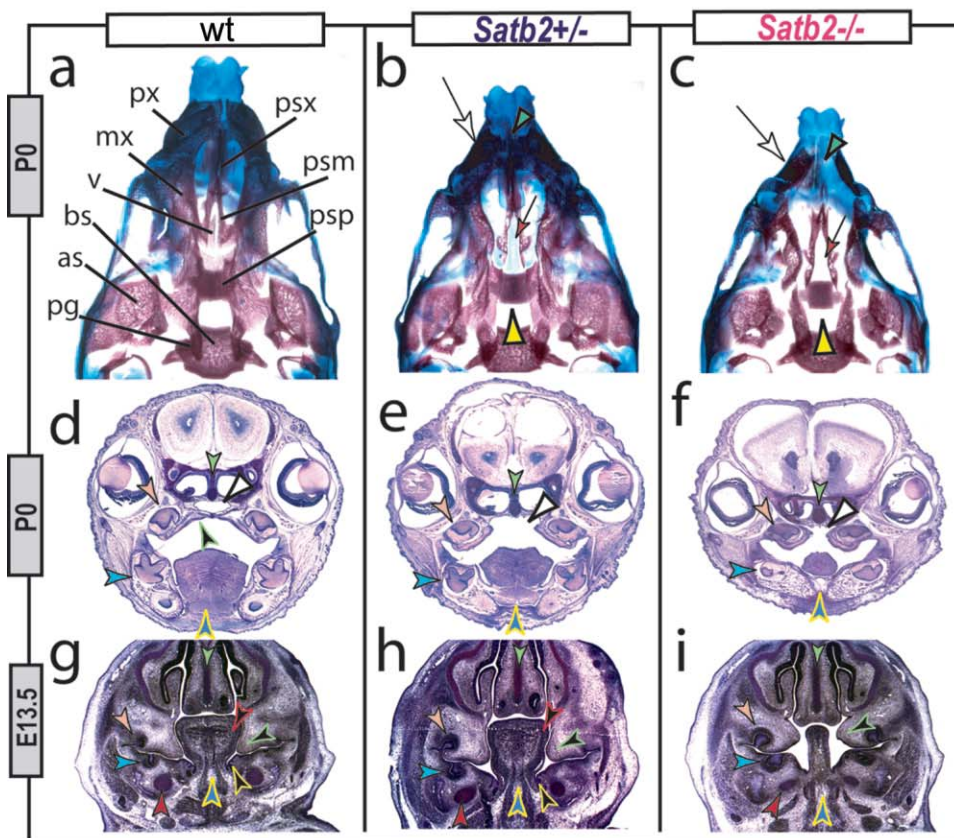 wt
Satb2+/-
Satb2-/-
P0
a
px
mx
v
bs
as
pg
psx
psm
psp
b
c
P0
d
e
f
E13.5
g
h
i